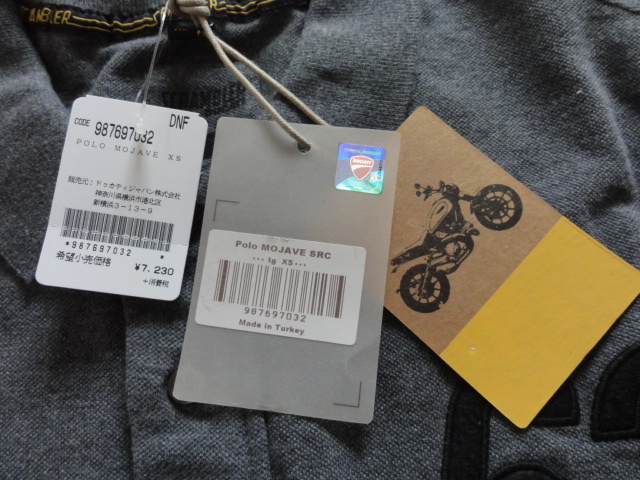 RAMBLER
SCRAMBLER
CODE 987697032 DNF
POLO MOJAVE XS
販売元:ドゥカティジャパン株式会社
神奈川県横浜市港北区
新横浜3-13-9
*987697032*
希望小売価格 ¥7,230
+消費税
DUCATI
Polo MOJAVE SRC
--- tg XS ---
987697032
Made in Turkey